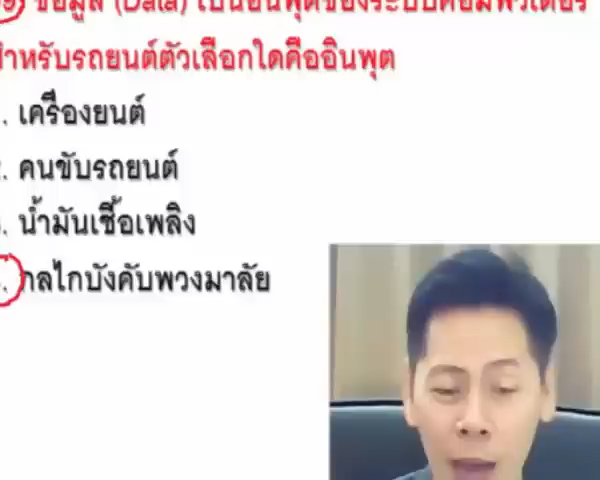 ข้อมูล (Data) เป็นอินพุตของระบบคอมพิวเตอร์
สำหรับรถยนต์ตัวเลือกใดคืออินพุต
. เครื่องยนต์
. คนขับรถยนต์
. น้ำมันเชื้อเพลิง
. กลไกบังคับพวงมาลัย